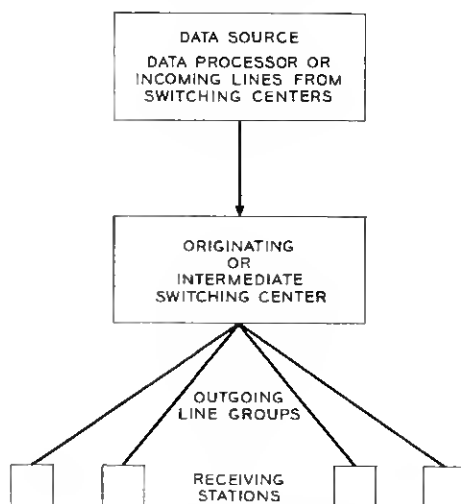 DATA SOURCE
DATA PROCESSOR OR
INCOMING LINES FROM
SWITCHING CENTERS
ORIGINATING
OR
INTERMEDIATE
SWITCHING CENTER
OUTGOING
LINE GROUPS
RECEIVING
STATIONS